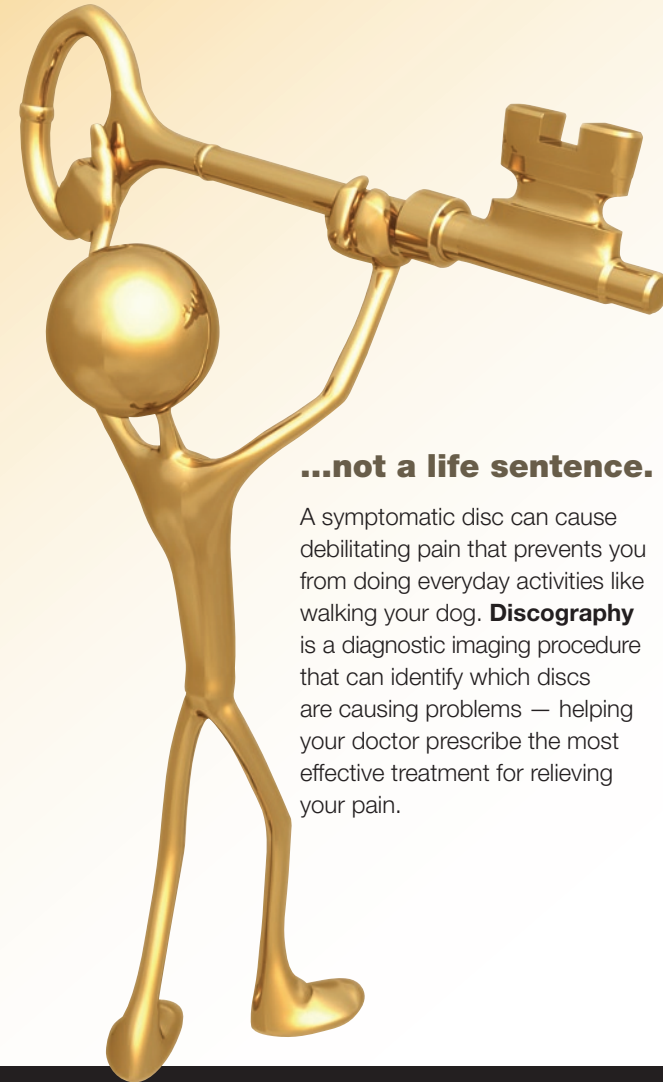 ...not a life sentence.
A symptomatic disc can cause
debilitating pain that prevents you
from doing everyday activities like
walking your dog. Discography
is a diagnostic imaging procedure
that can identify which discs
are causing problems — helping
your doctor prescribe the most
effective treatment for relieving
your pain.